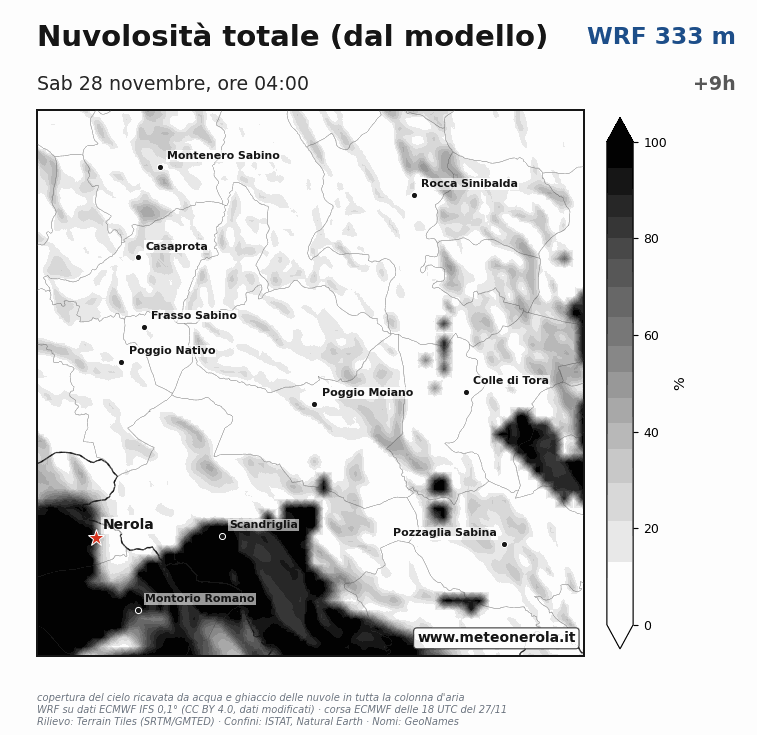 Nuvolosità totale (dal modello)
WRF 333 m
Sab 28 novembre, ore 04:00
+9h
Montenero Sabino
Rocca Sinibalda
Casaprota
Frasso Sabino
Poggio Nativo
Colle di Tora
Poggio Moiano
Nerola
Scandriglia
Pozzaglia Sabina
Montorio Romano
www.meteonerola.it
100
80
60
40
20
0
%
copertura del cielo ricavata da acqua e ghiaccio delle nuvole in tutta la colonna d'aria
WRF su dati ECMWF IFS 0,1° (CC BY 4.0, dati modificati) · corsa ECMWF delle 18 UTC del 27/11
Rilievo: Terrain Tiles (SRTM/GMTED) · Confini: ISTAT, Natural Earth · Nomi: GeoNames